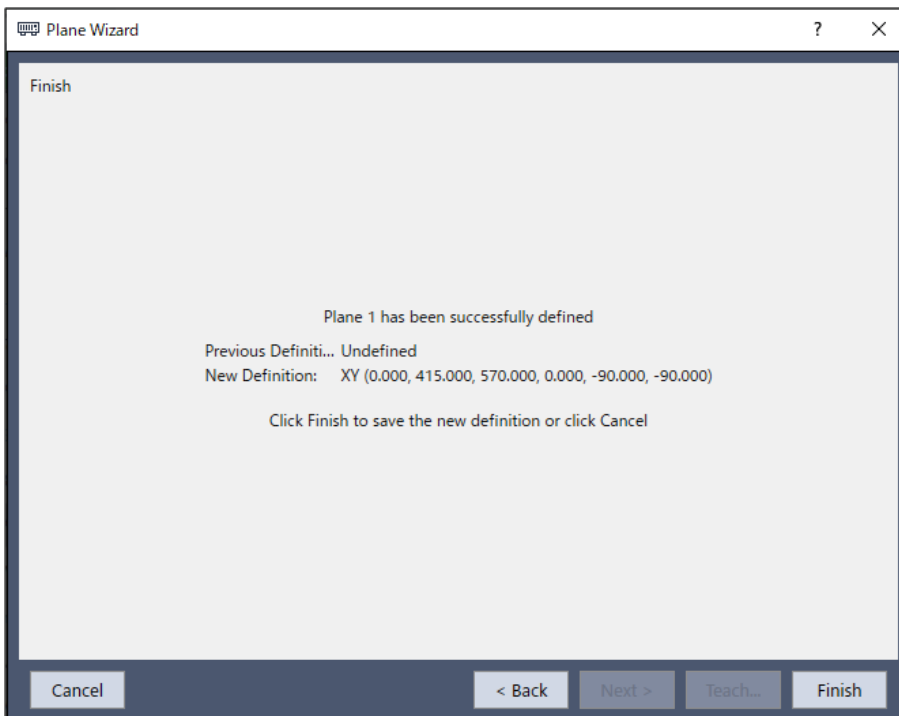 Plane Wizard
?
Finish
Plane 1 has been successfully defined
Previous Definiti... Undefined
New Definition: XY (0.000, 415.000, 570.000, 0.000, -90.000, -90.000)
Click Finish to save the new definition or click Cancel
Cancel
< Back
Next >
Teach...
Finish